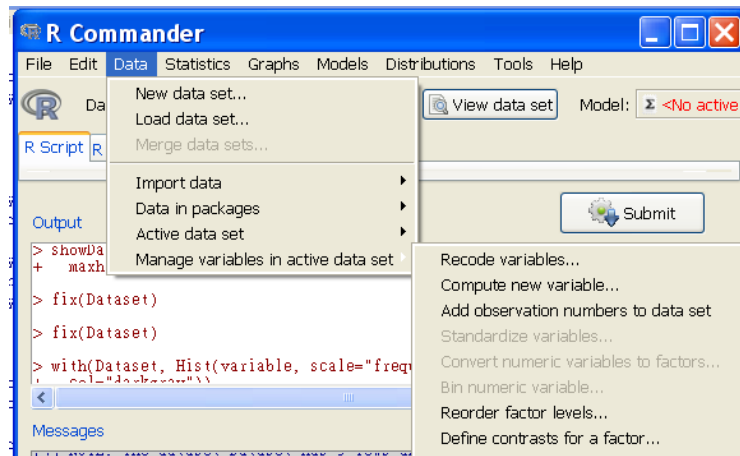 R Commander
File Edit Data Statistics Graphs Models Distributions Tools Help
R Da View data set Model: Σ <No active
New data set...
Load data set...
Merge data sets...
R Script R
Import data
Data in packages
Active data set
Manage variables in active data set
Submit
Output
> showDa
+ maxh
> fix(Dataset)
> fix(Dataset)
> with(Dataset, Hist(variable, scale="frequ
Recode variables...
Compute new variable...
Add observation numbers to data set
Standardize variables...
Convert numeric variables to factors...
Bin numeric variable...
Reorder factor levels...
Define contrasts for a factor...
Messages